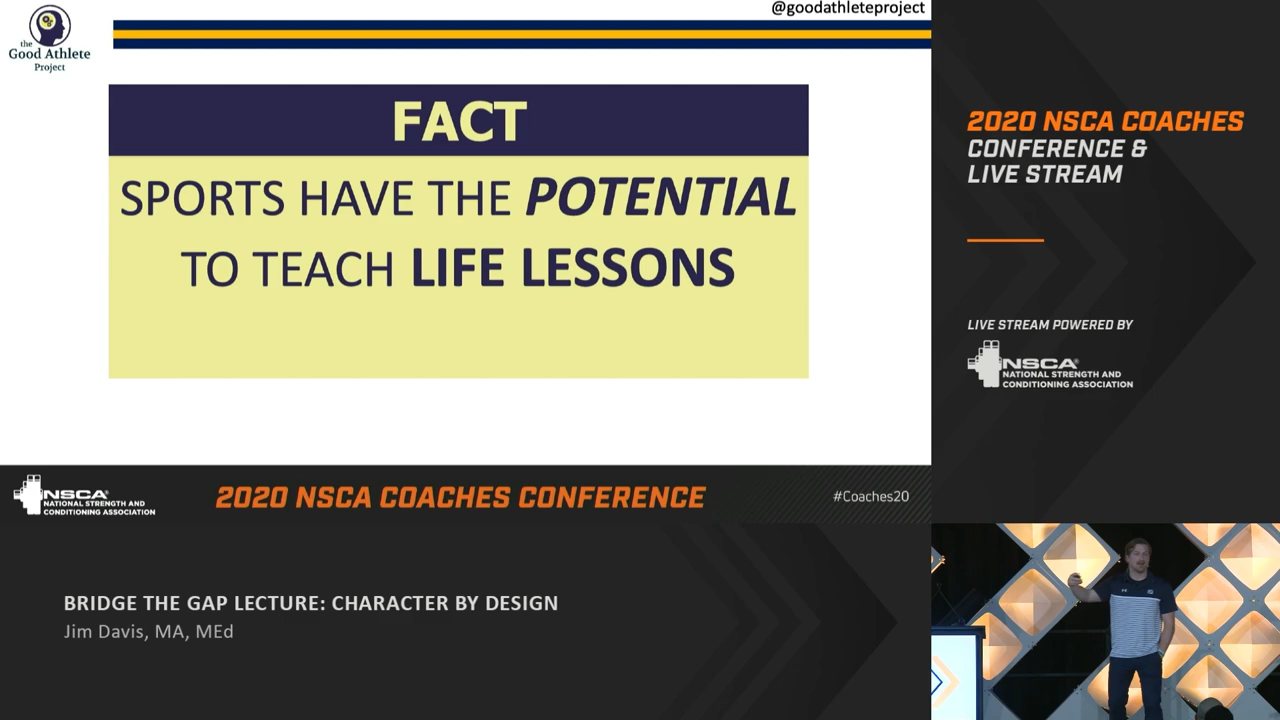 @goodathleteproject
the
Good Athlete
Project
FACT
SPORTS HAVE THE POTENTIAL
TO TEACH LIFE LESSONS
2020 NSCA COACHES
CONFERENCE &
LIVE STREAM
LIVE STREAM POWERED BY
NSCA®
NATIONAL STRENGTH AND
CONDITIONING ASSOCIATION
NSCA®
NATIONAL STRENGTH AND
CONDITIONING ASSOCIATION
2020 NSCA COACHES CONFERENCE
#Coaches20
BRIDGE THE GAP LECTURE: CHARACTER BY DESIGN
Jim Davis, MA, MEd